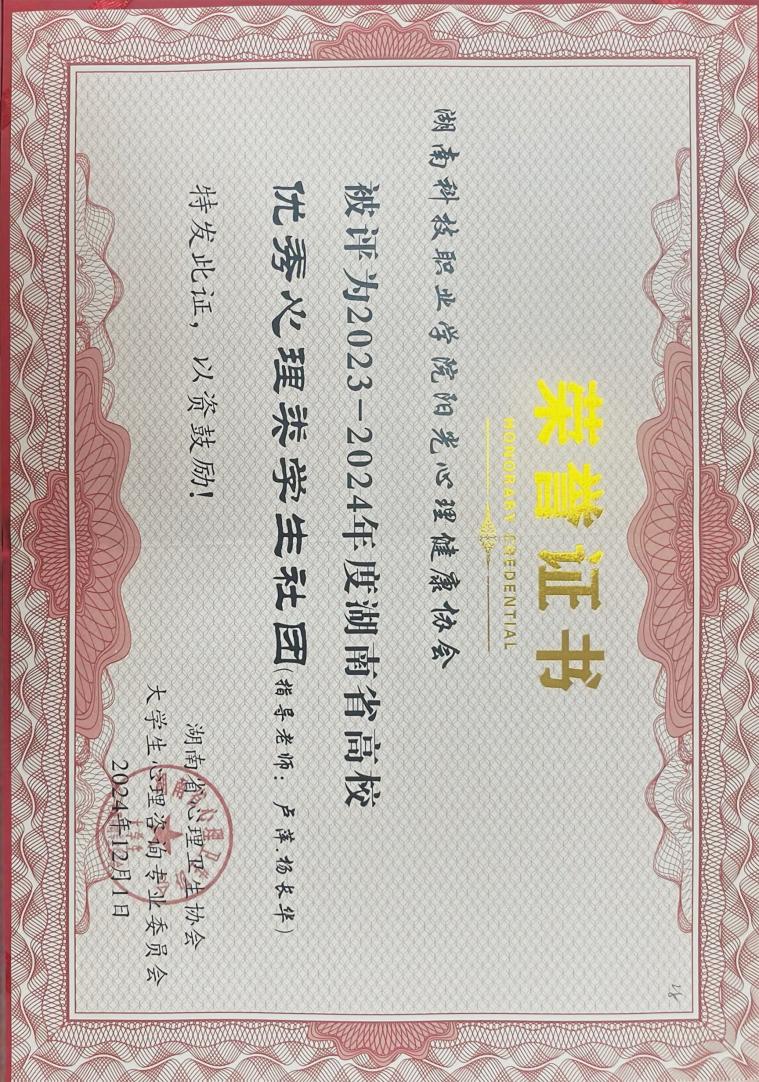 荣誉证书
HONORARY CREDENTIAL
湖南科技职业学院阳光心理健康协会
被评为2023-2024年度湖南省高校
优秀心理类学生社团(指导老师：卢萍、杨长华)
特发此证，以资鼓励!
湖南省心理卫生协会
大学生心理咨询专业委员会
2024年12月1日